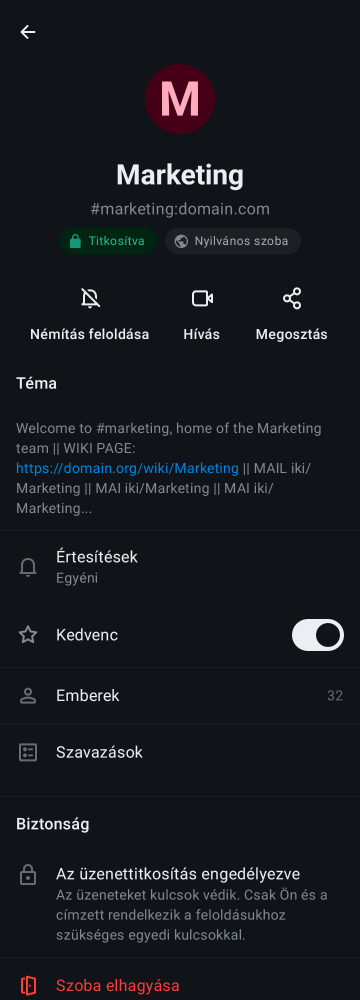 M
Marketing
#marketing:domain.com
Titkosítva
Nyilvános szoba
Némítás feloldása
Hívás
Megosztás
Téma
Welcome to #marketing, home of the Marketing
team || WIKI PAGE:
https://domain.org/wiki/Marketing || MAIL iki/
Marketing || MAI iki/Marketing || MAI iki/
Marketing...
Értesítések
Egyéni
Kedvenc
Emberek
32
Szavazások
Biztonság
Az üzenettitkosítás engedélyezve
Az üzeneteket kulcsok védik. Csak Ön és a
címzett rendelkezik a feloldásukhoz
szükséges egyedi kulcsokkal.
Szoba elhagyása